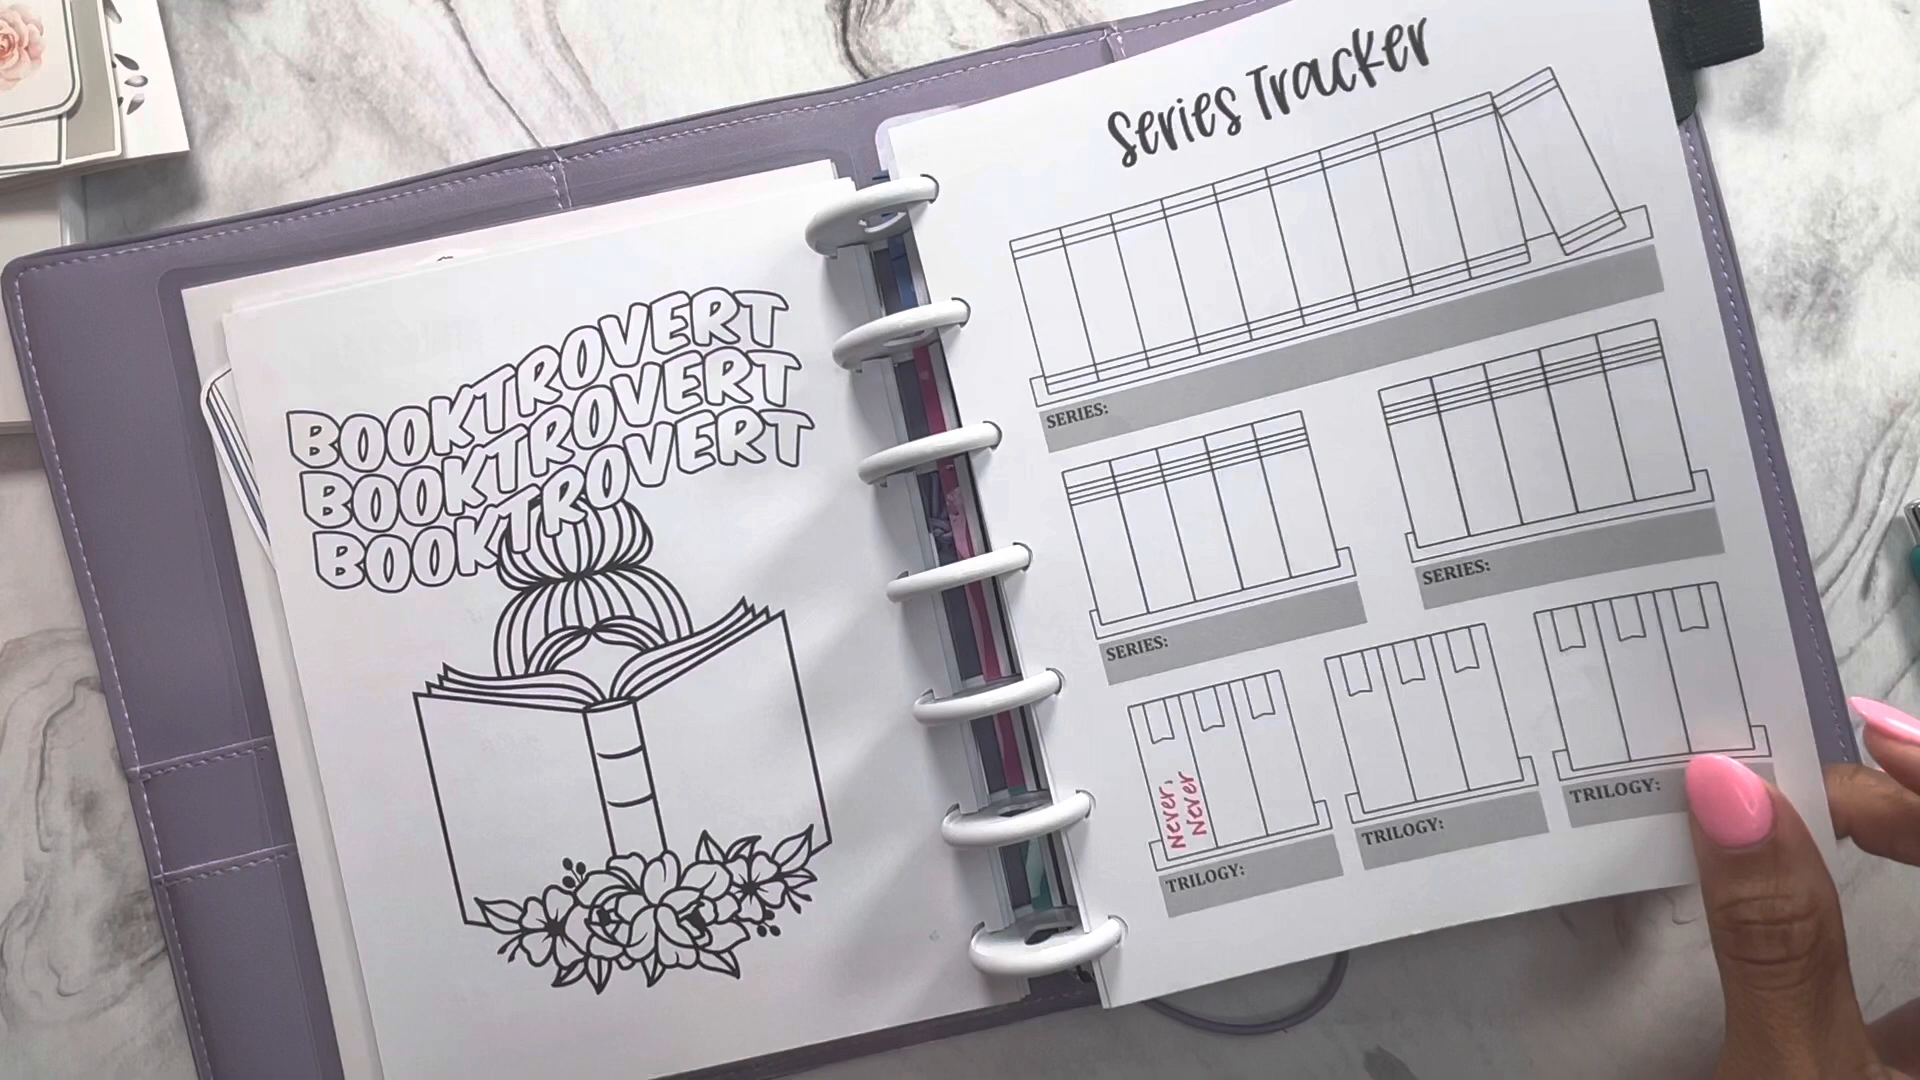 BOOKTROVERT
BOOKTROVERT
BOOKTROVERT
Series Tracker
SERIES:
SERIES:
SERIES:
Never,
Never
TRILOGY:
TRILOGY:
TRILOGY: